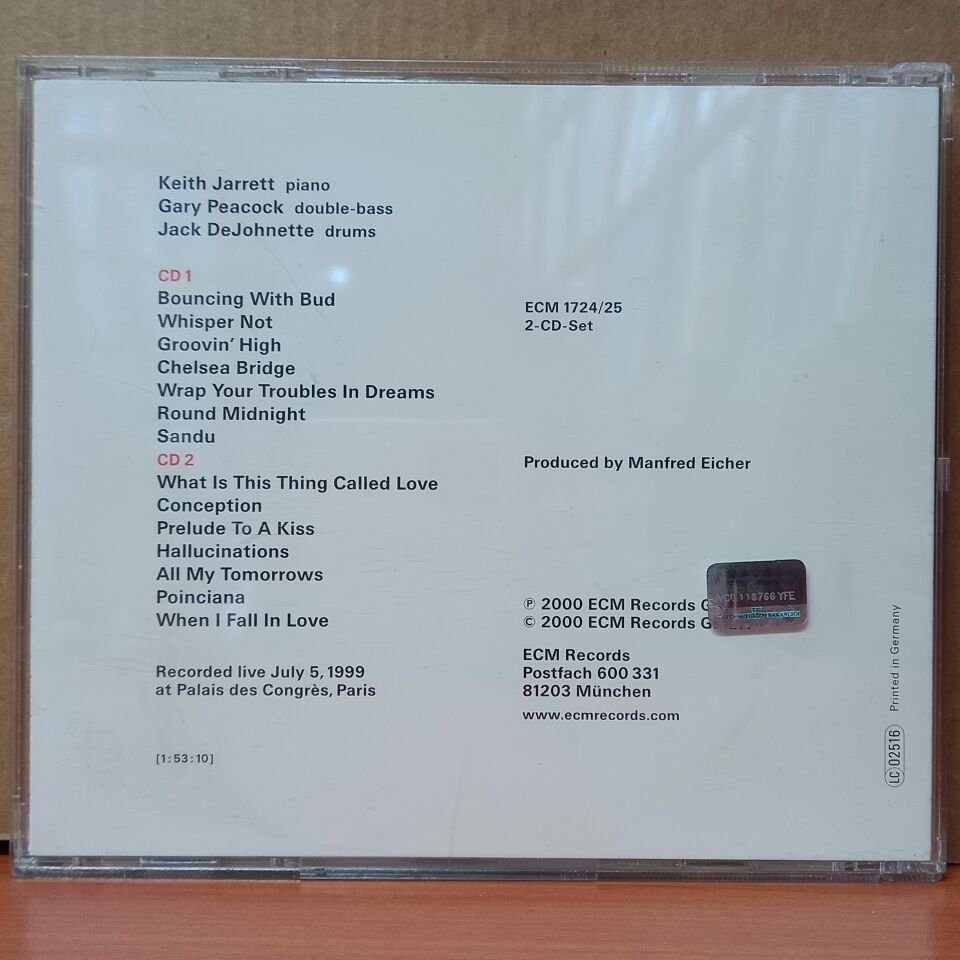 Keith Jarrett piano
Gary Peacock double-bass
Jack DeJohnette drums
CD 1
Bouncing With Bud
Whisper Not
Groovin' High
Chelsea Bridge
Wrap Your Troubles In Dreams
Round Midnight
Sandu
CD 2
What Is This Thing Called Love
Conception
Prelude To A Kiss
Hallucinations
All My Tomorrows
Poinciana
When I Fall In Love
Recorded live July 5, 1999
at Palais des Congrès, Paris
[1:53:10]
ECM 1724/25
2-CD-Set
Produced by Manfred Eicher
℗ 2000 ECM Records
© 2000 ECM Records
118766 YFE
ECM Records
Postfach 600 331
81203 München
www.ecmrecords.com
Printed in Germany
LC 02516